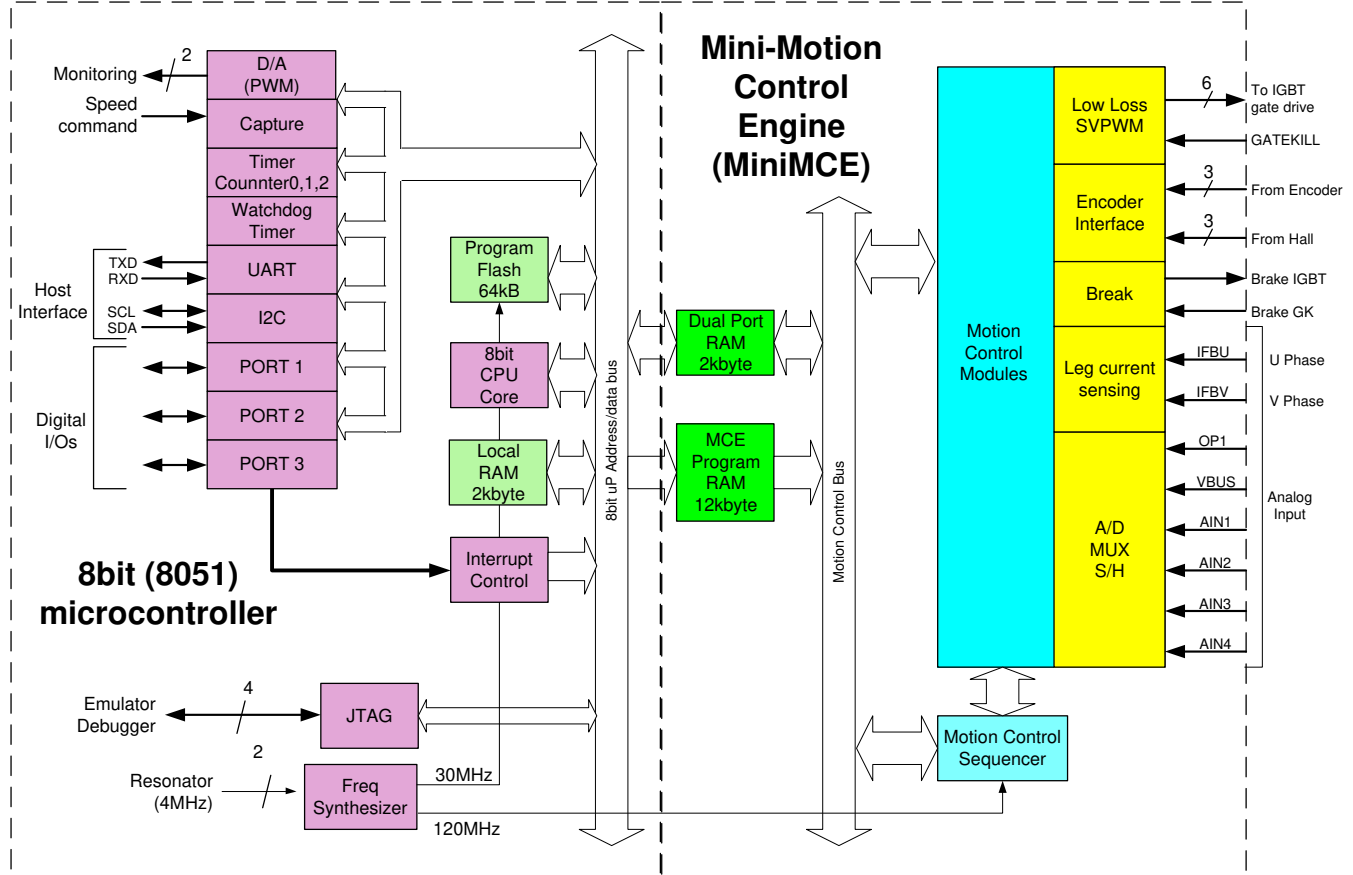 Monitoring
2
D/A
(PWM)
Speed
command
Capture
Timer
Counnter0,1,2
Watchdog
Timer
Host
Interface
TXD
RXD
UART
SCL
SDA
I2C
Digital
I/Os
PORT 1
PORT 2
PORT 3
8bit (8051)
microcontroller
Program
Flash
64kB
8bit
CPU
Core
Local
RAM
2kbyte
Interrupt
Control
Emulator
Debugger
4
JTAG
Resonator
(4MHz)
2
Freq
Synthesizer
30MHz
120MHz
8bit uP Address/data bus
Mini-Motion
Control
Engine
(MiniMCE)
Dual Port
RAM
2kbyte
MCE
Program
RAM
12kbyte
Motion Control Bus
Motion
Control
Modules
Low Loss
SVPWM
Encoder
Interface
Break
Leg current
sensing
A/D
MUX
S/H
Motion Control
Sequencer
6
To IGBT
gate drive
GATEKILL
3
From Encoder
3
From Hall
Brake IGBT
Brake GK
IFBU
U Phase
IFBV
V Phase
OP1
VBUS
AIN1
AIN2
AIN3
AIN4
Analog
Input